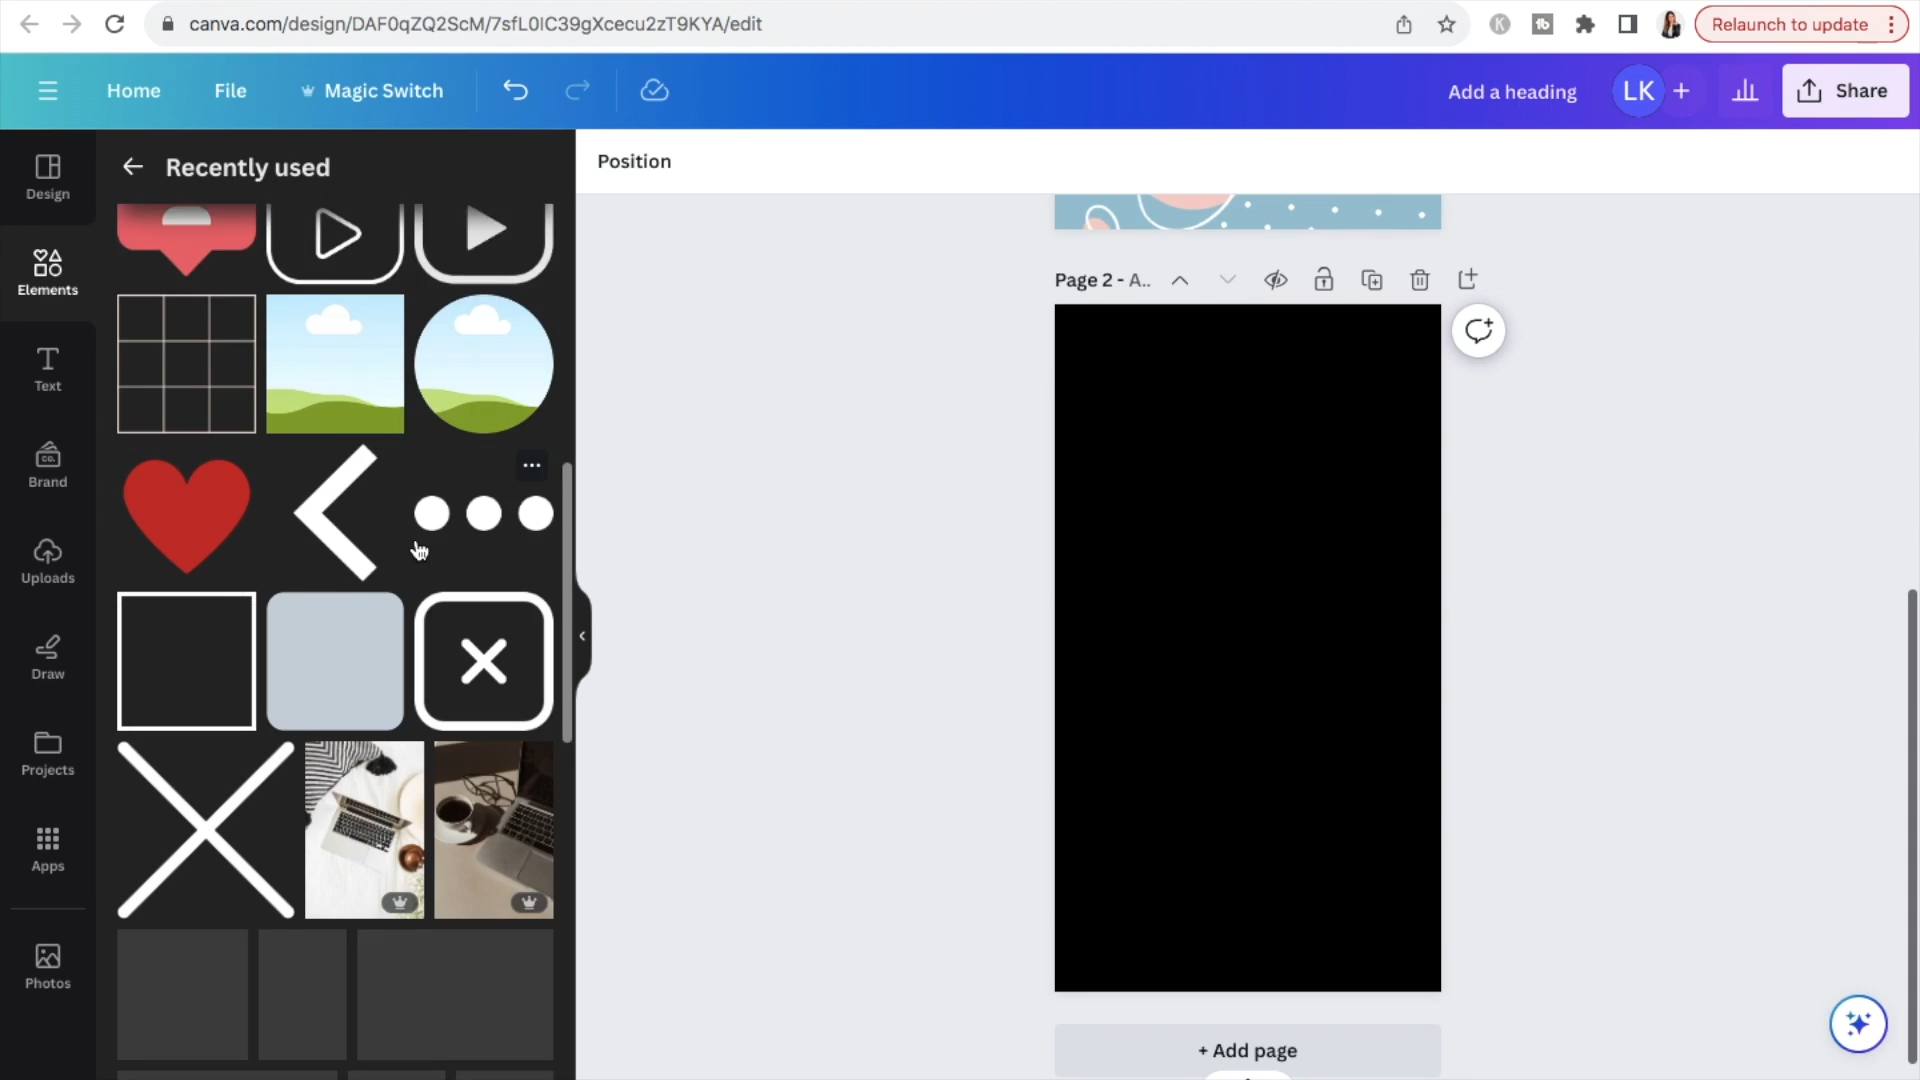 canva.com/design/DAF0qZQ2ScM/7sfL0IC39gXcecu2zT9KYA/edit
Relaunch to update
Home
File
Magic Switch
Add a heading
LK
Share
Design
Elements
Text
Brand
Uploads
Draw
Projects
Apps
Photos
Recently used
Position
Page 2 - A..
+ Add page